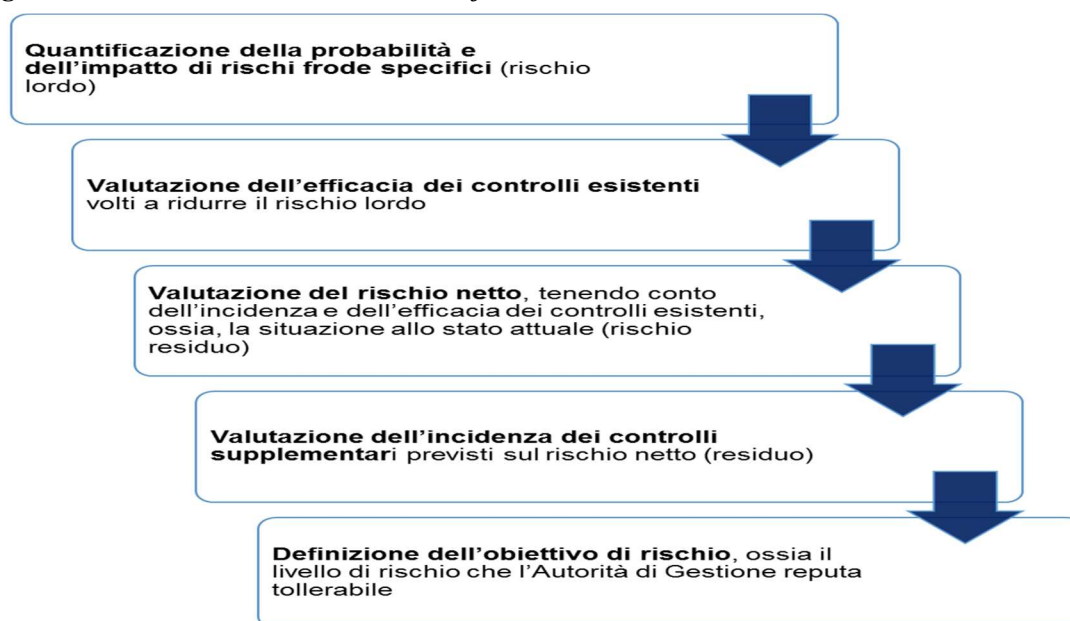 Quantificazione della probabilità e
dell'impatto di rischi frode specifici (rischio
lordo)
Valutazione dell'efficacia dei controlli esistenti
volti a ridurre il rischio lordo
Valutazione del rischio netto, tenendo conto
dell'incidenza e dell'efficacia dei controlli esistenti,
ossia, la situazione allo stato attuale (rischio
residuo)
Valutazione dell'incidenza dei controlli
supplementari previsti sul rischio netto (residuo)
Definizione dell'obiettivo di rischio, ossia il
livello di rischio che l'Autorità di Gestione reputa
tollerabile